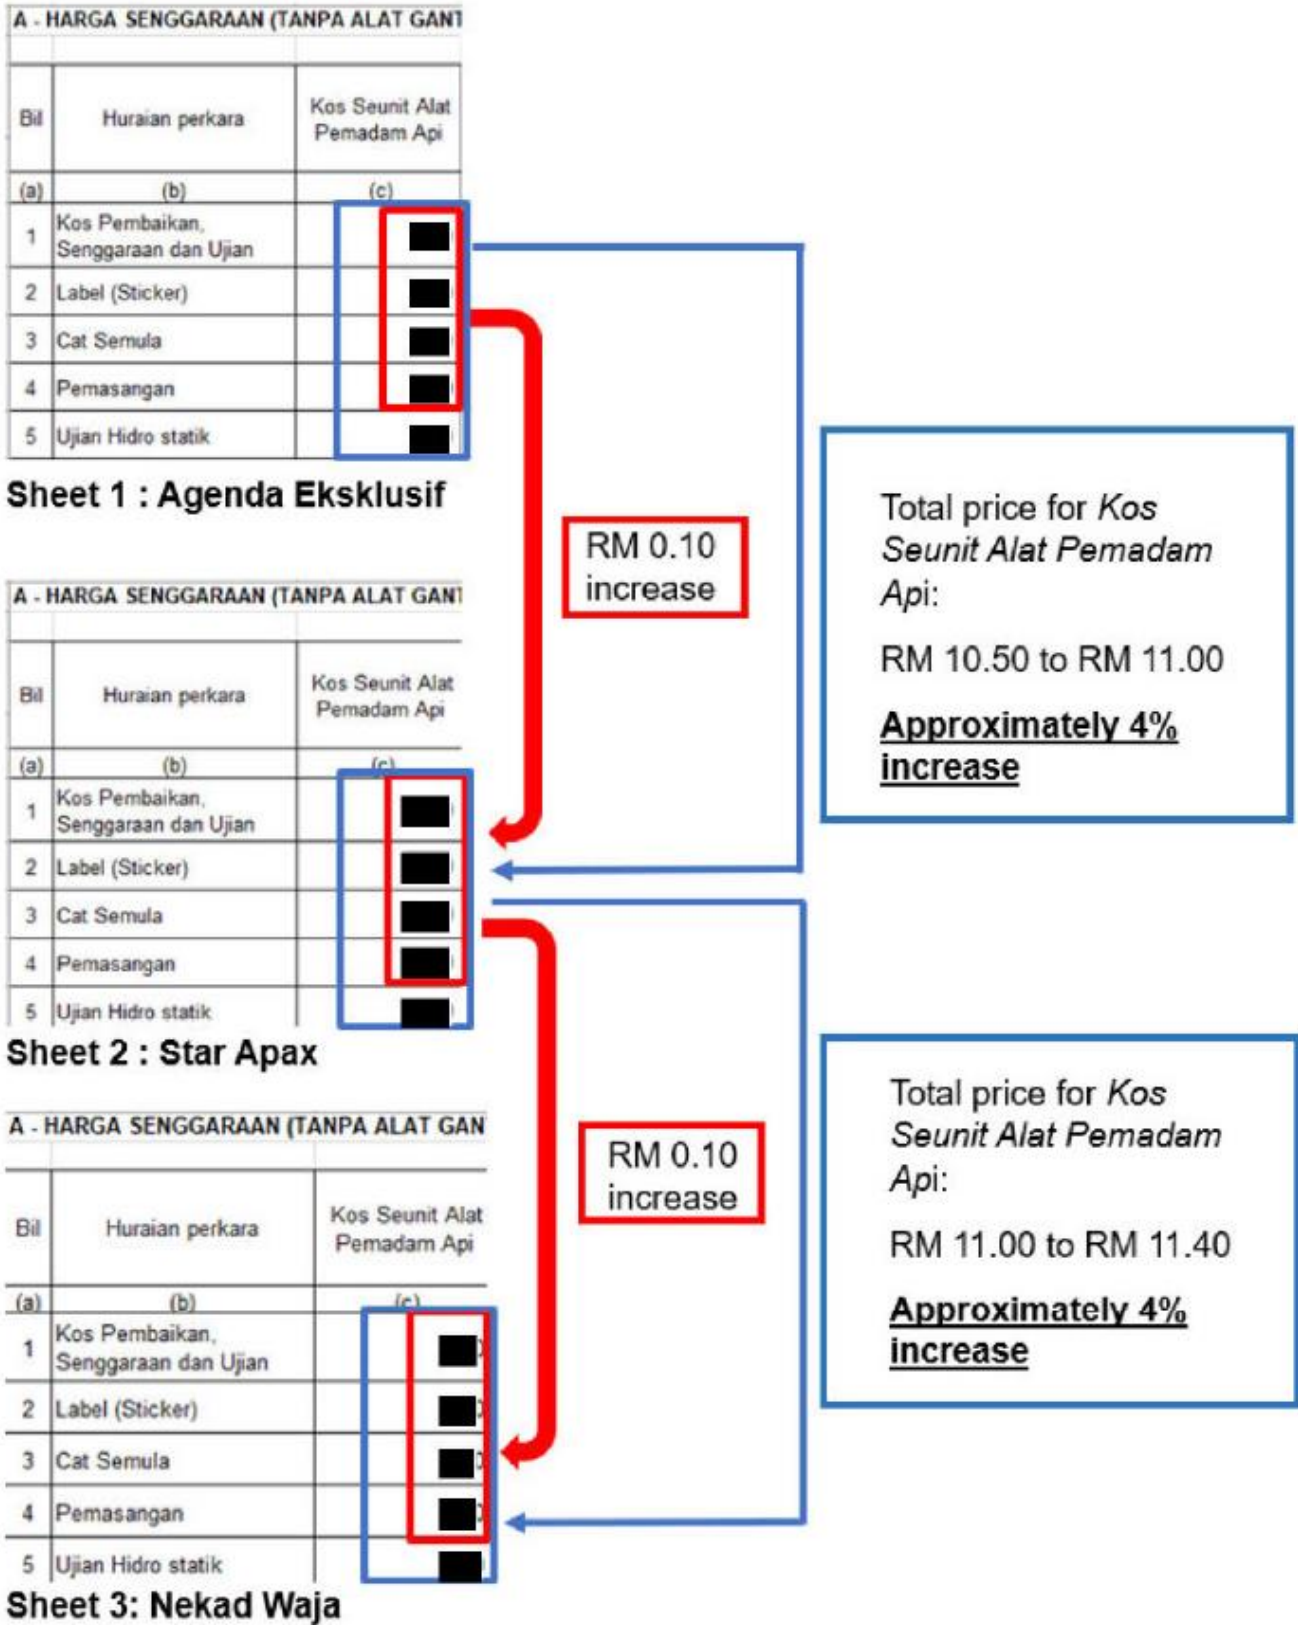 A - HARGA SENGGARAAN (TANPA ALAT GANT
Bil
Huraian perkara
Kos Seunit Alat
Pemadam Api
(a)
(b)
(c)
1
Kos Pembaikan,
Senggaraan dan Ujian
2
Label (Sticker)
3
Cat Semula
4
Pemasangan
5
Ujian Hidro statik
Sheet 1 : Agenda Eksklusif
RM 0.10
increase
Total price for Kos
Seunit Alat Pemadam
Api:
RM 10.50 to RM 11.00
Approximately 4%
increase
A - HARGA SENGGARAAN (TANPA ALAT GANT
Bil
Huraian perkara
Kos Seunit Alat
Pemadam Api
(a)
(b)
(c)
1
Kos Pembaikan,
Senggaraan dan Ujian
2
Label (Sticker)
3
Cat Semula
4
Pemasangan
5
Ujian Hidro statik
Sheet 2 : Star Apax
RM 0.10
increase
Total price for Kos
Seunit Alat Pemadam
Api:
RM 11.00 to RM 11.40
Approximately 4%
increase
A - HARGA SENGGARAAN (TANPA ALAT GAN
Bil
Huraian perkara
Kos Seunit Alat
Pemadam Api
(a)
(b)
(c)
1
Kos Pembaikan,
Senggaraan dan Ujian
2
Label (Sticker)
3
Cat Semula
4
Pemasangan
5
Ujian Hidro statik
Sheet 3: Nekad Waja